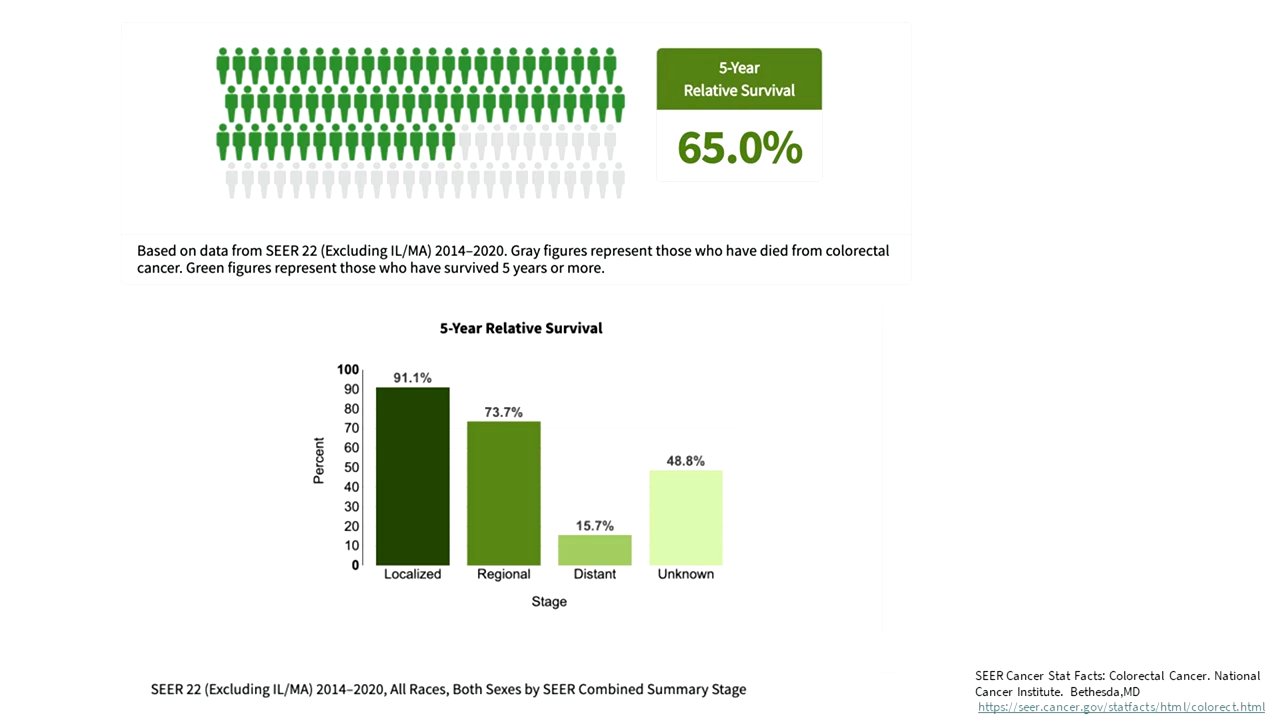 5-Year
Relative Survival
65.0%
Based on data from SEER 22 (Excluding IL/MA) 2014–2020. Gray figures represent those who have died from colorectal
cancer. Green figures represent those who have survived 5 years or more.
5-Year Relative Survival
100
90
80
70
60
50
40
30
20
10
0
Percent
91.1%
73.7%
15.7%
48.8%
Localized
Regional
Distant
Unknown
Stage
SEER 22 (Excluding IL/MA) 2014–2020, All Races, Both Sexes by SEER Combined Summary Stage
SEER Cancer Stat Facts: Colorectal Cancer. National
Cancer Institute. Bethesda,MD
https://seer.cancer.gov/statfacts/html/colorect.html